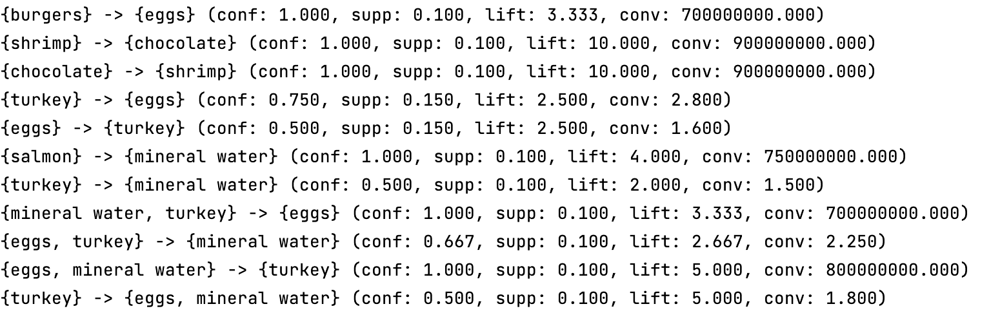 {burgers} -> {eggs} (conf: 1.000, supp: 0.100, lift: 3.333, conv: 700000000.000)
{shrimp} -> {chocolate} (conf: 1.000, supp: 0.100, lift: 10.000, conv: 900000000.000)
{chocolate} -> {shrimp} (conf: 1.000, supp: 0.100, lift: 10.000, conv: 900000000.000)
{turkey} -> {eggs} (conf: 0.750, supp: 0.150, lift: 2.500, conv: 2.800)
{eggs} -> {turkey} (conf: 0.500, supp: 0.150, lift: 2.500, conv: 1.600)
{salmon} -> {mineral water} (conf: 1.000, supp: 0.100, lift: 4.000, conv: 750000000.000)
{turkey} -> {mineral water} (conf: 0.500, supp: 0.100, lift: 2.000, conv: 1.500)
{mineral water, turkey} -> {eggs} (conf: 1.000, supp: 0.100, lift: 3.333, conv: 700000000.000)
{eggs, turkey} -> {mineral water} (conf: 0.667, supp: 0.100, lift: 2.667, conv: 2.250)
{eggs, mineral water} -> {turkey} (conf: 1.000, supp: 0.100, lift: 5.000, conv: 800000000.000)
{turkey} -> {eggs, mineral water} (conf: 0.500, supp: 0.100, lift: 5.000, conv: 1.800)